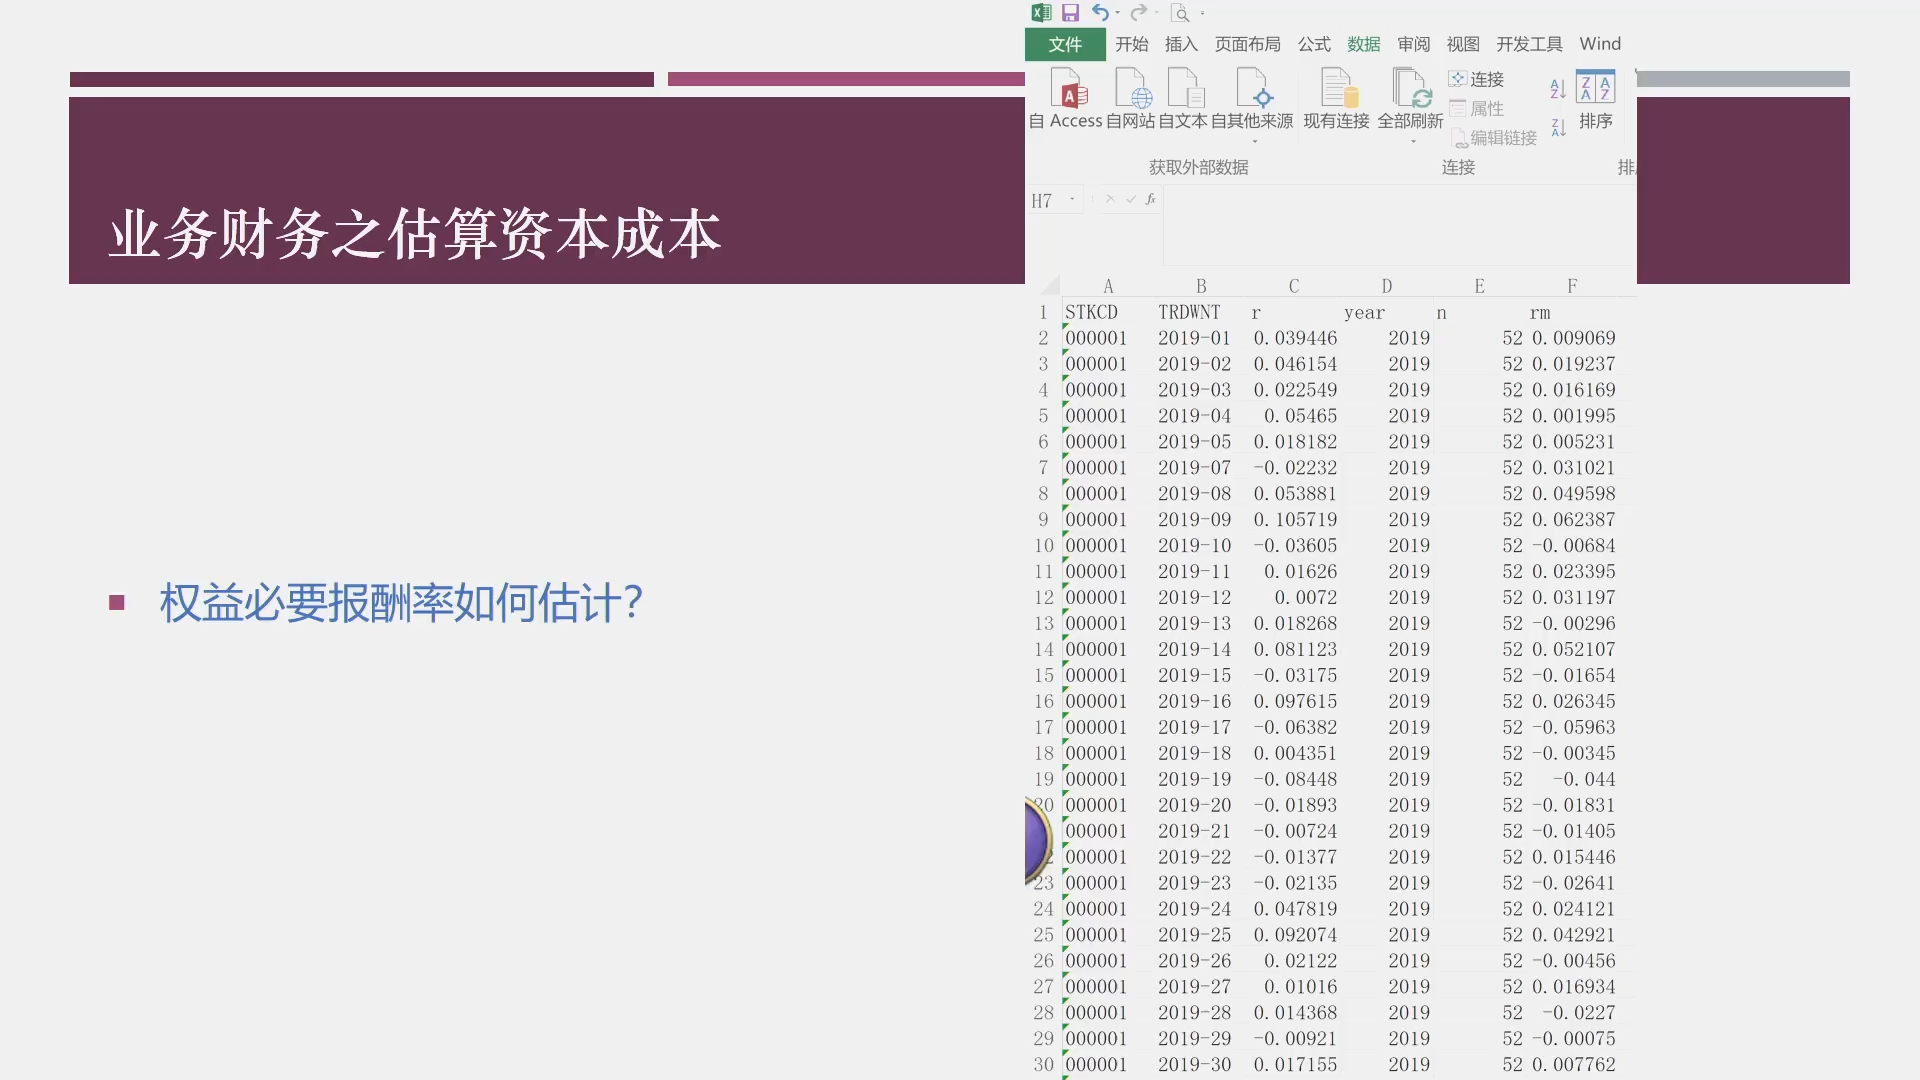 业务财务之估算资本成本
权益必要报酬率如何估计?
文件 开始 插入 页面布局 公式 数据 审阅 视图 开发工具 Wind
自 Access 自网站 自文本 自其他来源 现有连接 全部刷新 连接 属性 编辑链接 排序
获取外部数据 连接
H7 fx
A B C D E F
1 STKCD TRDWNT r year n rm
2 000001 2019-01 0.039446 2019 52 0.009069
3 000001 2019-02 0.046154 2019 52 0.019237
4 000001 2019-03 0.022549 2019 52 0.016169
5 000001 2019-04 0.05465 2019 52 0.001995
6 000001 2019-05 0.018182 2019 52 0.005231
7 000001 2019-07 -0.02232 2019 52 0.031021
8 000001 2019-08 0.053881 2019 52 0.049598
9 000001 2019-09 0.105719 2019 52 0.062387
10 000001 2019-10 -0.03605 2019 52 -0.00684
11 000001 2019-11 0.01626 2019 52 0.023395
12 000001 2019-12 0.0072 2019 52 0.031197
13 000001 2019-13 0.018268 2019 52 -0.00296
14 000001 2019-14 0.081123 2019 52 0.052107
15 000001 2019-15 -0.03175 2019 52 -0.01654
16 000001 2019-16 0.097615 2019 52 0.026345
17 000001 2019-17 -0.06382 2019 52 -0.05963
18 000001 2019-18 0.004351 2019 52 -0.00345
19 000001 2019-19 -0.08448 2019 52 -0.044
20 000001 2019-20 -0.01893 2019 52 -0.01831
000001 2019-21 -0.00724 2019 52 -0.01405
000001 2019-22 -0.01377 2019 52 0.015446
23 000001 2019-23 -0.02135 2019 52 -0.02641
24 000001 2019-24 0.047819 2019 52 0.024121
25 000001 2019-25 0.092074 2019 52 0.042921
26 000001 2019-26 0.02122 2019 52 -0.00456
27 000001 2019-27 0.01016 2019 52 0.016934
28 000001 2019-28 0.014368 2019 52 -0.0227
29 000001 2019-29 -0.00921 2019 52 -0.00075
30 000001 2019-30 0.017155 2019 52 0.007762